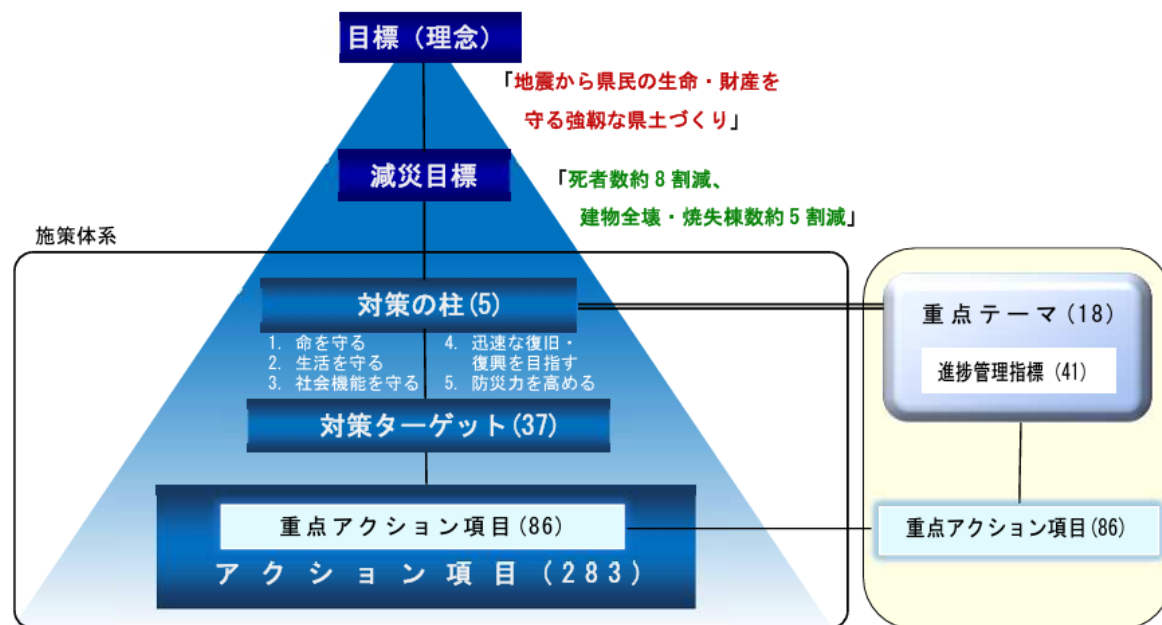 目標（理念）
「地震から県民の生命・財産を
守る強靱な県土づくり」
減災目標
「死者数約８割減、
建物全壊・焼失棟数約５割減」
施策体系
対策の柱(5)
1. 命を守る
2. 生活を守る
3. 社会機能を守る
4. 迅速な復旧・
復興を目指す
5. 防災力を高める
対策ターゲット(37)
重点アクション項目(86)
アクション項目(283)
重点テーマ(18)
進捗管理指標（41）
重点アクション項目(86)